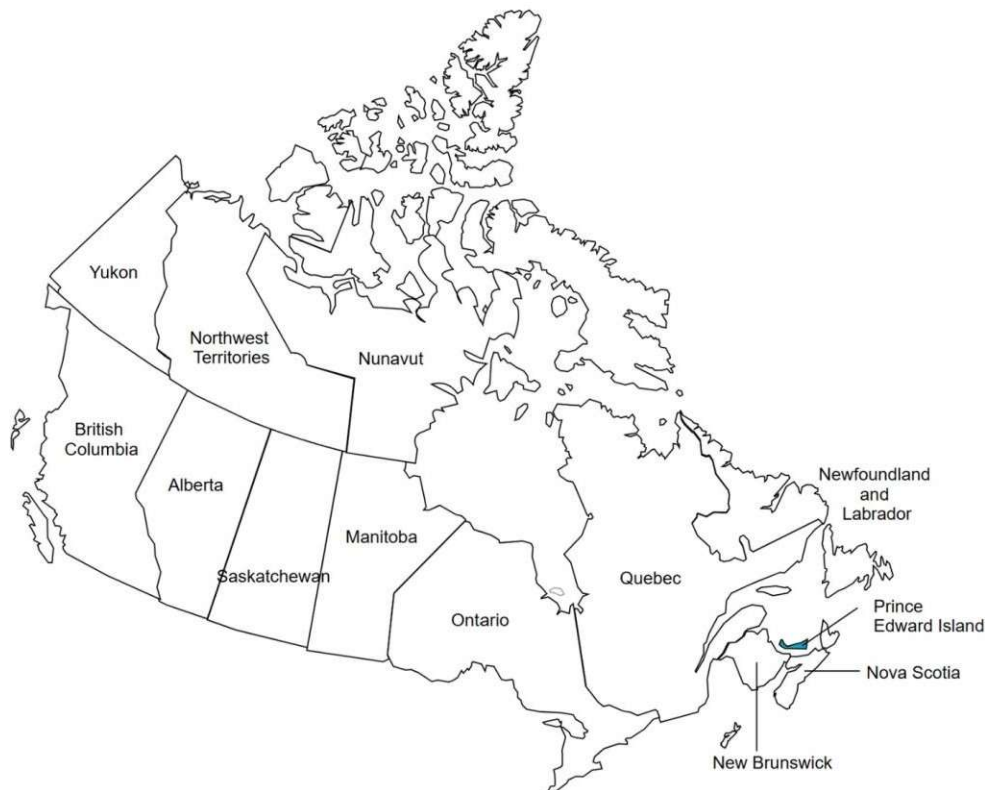 Yukon
Northwest
Territories
Nunavut
British
Columbia
Alberta
Saskatchewan
Manitoba
Ontario
Quebec
Newfoundland
and
Labrador
Prince
Edward Island
Nova Scotia
New Brunswick